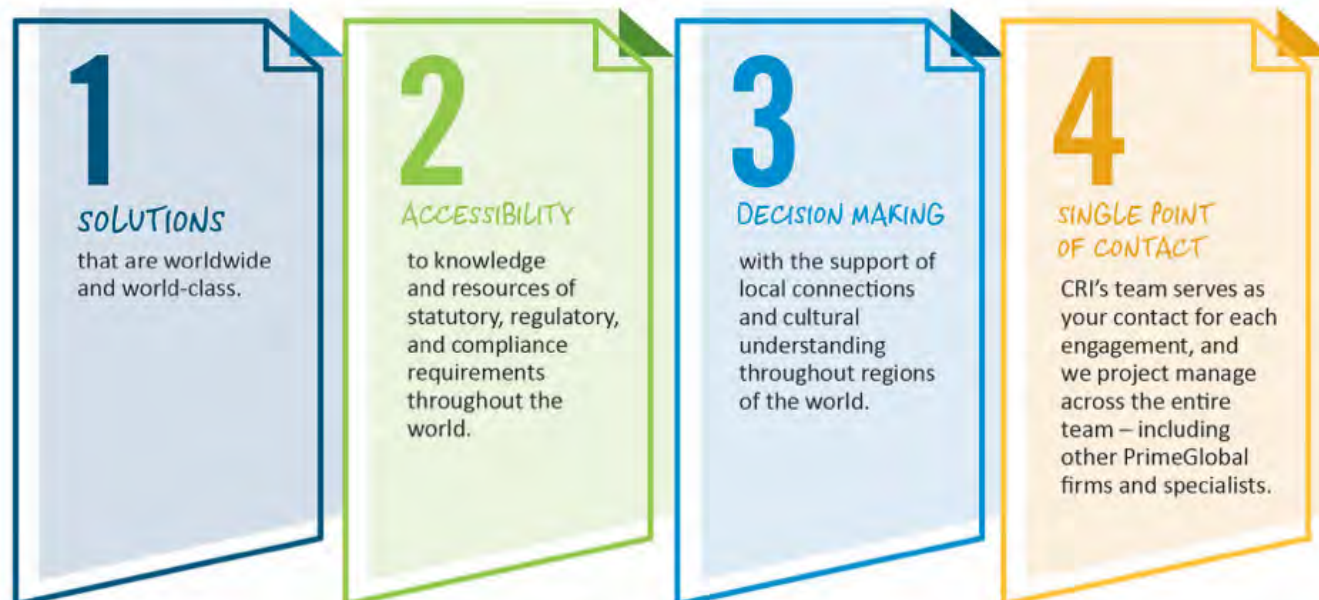 1
SOLUTIONS
that are worldwide
and world-class.
2
ACCESSIBILITY
to knowledge
and resources of
statutory, regulatory,
and compliance
requirements
throughout the
world.
3
DECISION MAKING
with the support of
local connections
and cultural
understanding
throughout regions
of the world.
4
SINGLE POINT
OF CONTACT
CRI’s team serves as
your contact for each
engagement, and
we project manage
across the entire
team – including
other PrimeGlobal
firms and specialists.